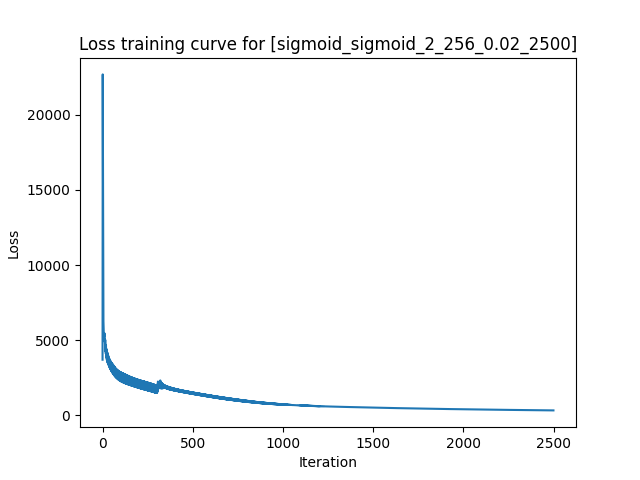 Loss training curve for [sigmoid_sigmoid_2_256_0.02_2500]
20000
15000
10000
5000
0
Loss
0 500 1000 1500 2000 2500
Iteration